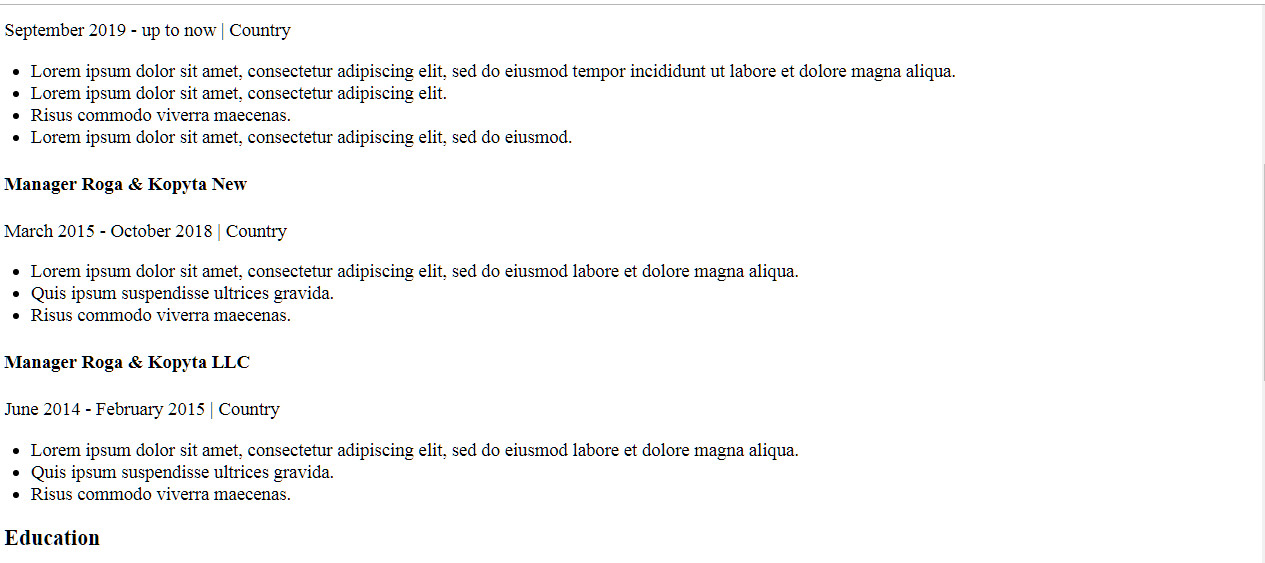 September 2019 - up to now | Country
• Lorem ipsum dolor sit amet, consectetur adipiscing elit, sed do eiusmod tempor incididunt ut labore et dolore magna aliqua.
• Lorem ipsum dolor sit amet, consectetur adipiscing elit.
• Risus commodo viverra maecenas.
• Lorem ipsum dolor sit amet, consectetur adipiscing elit, sed do eiusmod.
Manager Roga & Kopyta New
March 2015 - October 2018 | Country
• Lorem ipsum dolor sit amet, consectetur adipiscing elit, sed do eiusmod labore et dolore magna aliqua.
• Quis ipsum suspendisse ultrices gravida.
• Risus commodo viverra maecenas.
Manager Roga & Kopyta LLC
June 2014 - February 2015 | Country
• Lorem ipsum dolor sit amet, consectetur adipiscing elit, sed do eiusmod labore et dolore magna aliqua.
• Quis ipsum suspendisse ultrices gravida.
• Risus commodo viverra maecenas.
Education